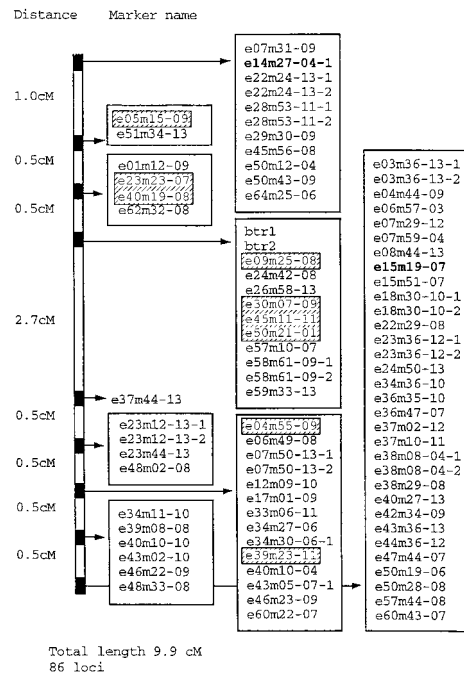 Distance Marker name
1.0cM
0.5cM
0.5cM
2.7cM
0.5cM
0.5cM
0.5cM
0.5cM
e07m31-09
e14m27-04-1
e22m24-13-1
e22m24-13-2
e28m53-11-1
e28m53-11-2
e29m30-09
e45m56-08
e50m12-04
e50m43-09
e64m25-06
e05m15-09
e51m34-13
e01m12-09
e23m23-07
e40m19-08
e62m32-08
btr1
btr2
e09m25-08
e24m42-08
e26m58-13
e30m07-09
e45m11-11
e50m21-01
e57m10-07
e58m61-09-1
e58m61-09-2
e59m33-13
e37m44-13
e23m12-13-1
e23m12-13-2
e23m44-13
e48m02-08
e04m55-09
e06m49-08
e07m50-13-1
e07m50-13-2
e12m09-10
e17m01-09
e33m06-11
e34m27-06
e34m30-06-1
e39m23-11
e40m10-04
e43m05-07-1
e46m23-09
e60m22-07
e34m11-10
e39m08-08
e40m10-10
e43m02-10
e46m22-09
e48m33-08
e03m36-13-1
e03m36-13-2
e04m44-09
e06m57-03
e07m29-12
e07m59-04
e08m44-13
e15m19-07
e15m51-07
e18m30-10-1
e18m30-10-2
e22m29-08
e23m36-12-1
e23m36-12-2
e24m50-13
e34m36-10
e36m35-10
e36m47-07
e37m02-12
e37m10-11
e38m08-04-1
e38m08-04-2
e38m29-08
e40m27-13
e42m34-09
e43m36-13
e44m36-12
e47m44-07
e50m19-06
e50m28-08
e57m44-08
e60m43-07
Total length 9.9 cM
86 loci